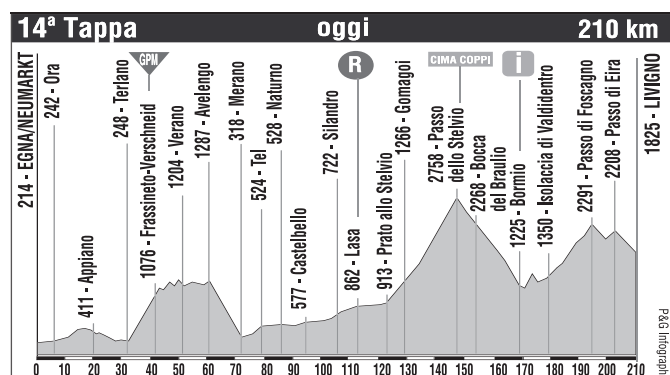 14ª Tappa oggi 210 km
214 - EGNA/NEUMARKT
242 - Ora
411 - Appiano
248 - Terlano
GPM
1076 - Frassineto-Verschneid
1204 - Verano
1287 - Avelengo
318 - Merano
524 - Tel
528 - Naturno
577 - Castelbello
722 - Silandro
R
862 - Lasa
913 - Prato allo Stelvio
1266 - Gomagoi
CIMA COPPI
2758 - Passo
dello Stelvio
2268 - Bocca
del Braulio
i
1225 - Bormio
1350 - Isolaccia di Valdidentro
2291 - Passo di Foscagno
2208 - Passo di Eira
1825 - LIVIGNO
0 10 20 30 40 50 60 70 80 90 100 110 120 130 140 150 160 170 180 190 200 210
P&G Infograph